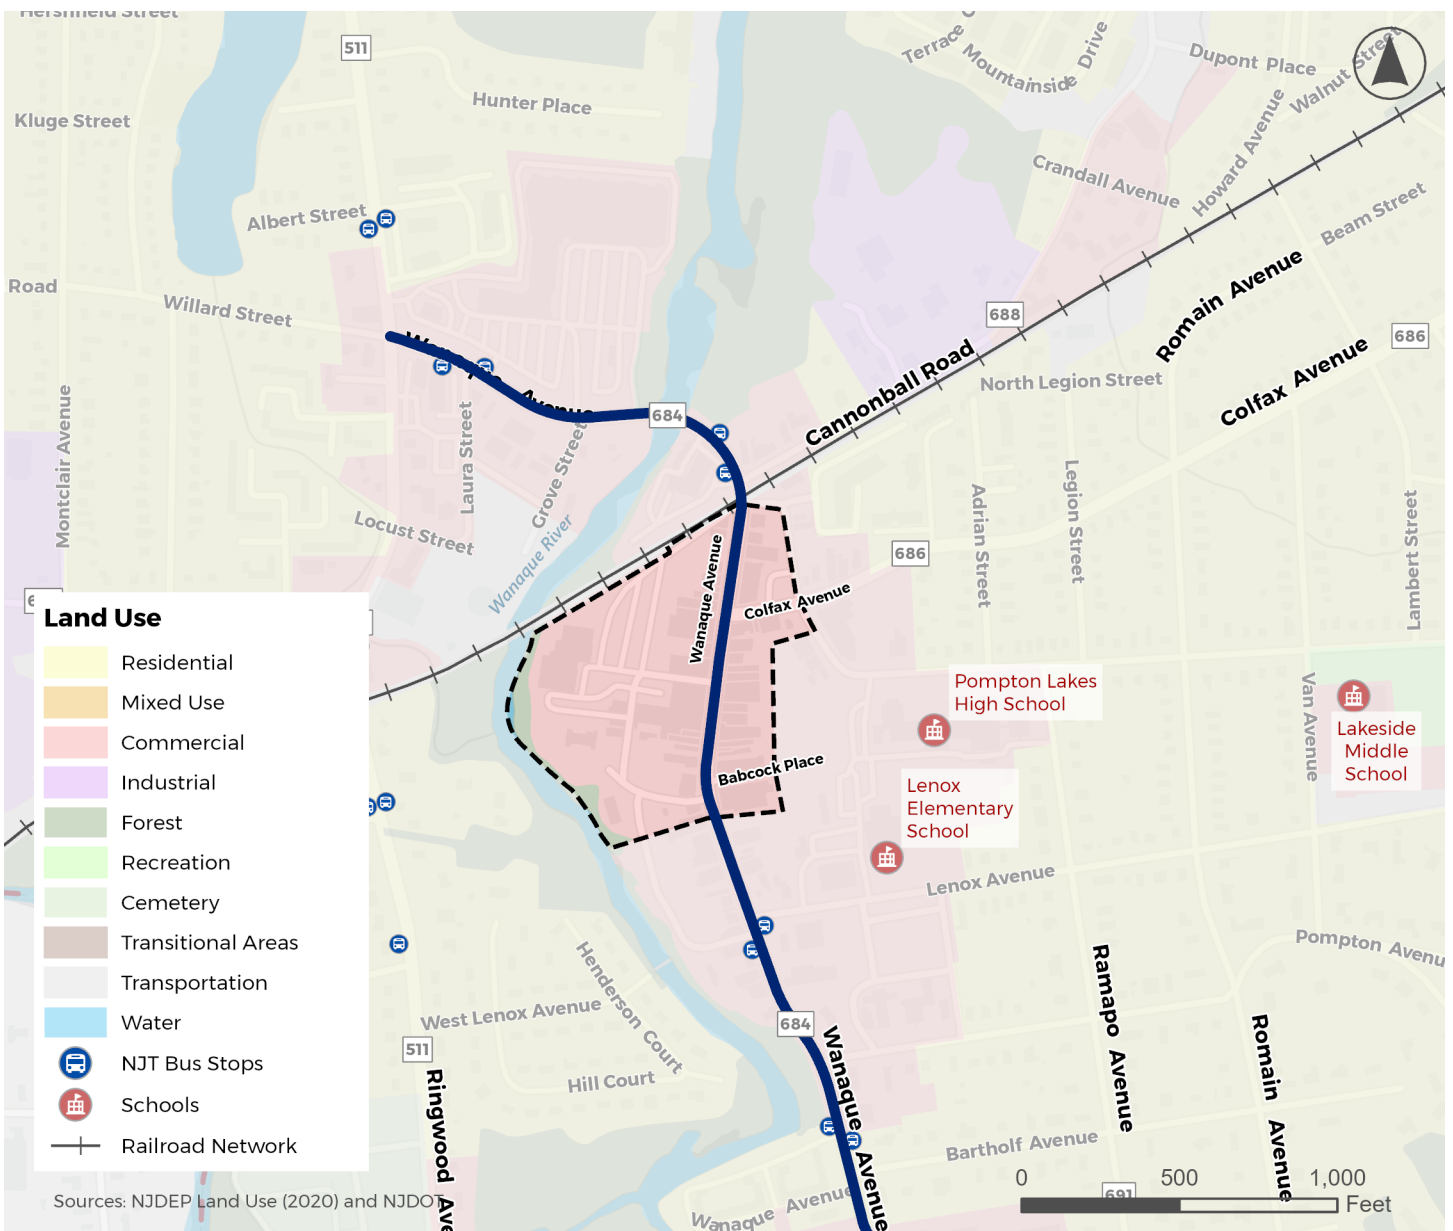 Hershfield Street
511
Terrace
Mountainside Drive
Dupont Place
Walnut Street
Hunter Place
Kluge Street
Howard Avenue
Crandall Avenue
Albert Street
Beam Street
Road
Willard Street
688
Romain Avenue
686
Wanaque Avenue
Cannonball Road
North Legion Street
Colfax Avenue
684
Montclair Avenue
Laura Street
Grove Street
Locust Street
Wanaque River
Adrian Street
Legion Street
Lambert Street
686
Wanaque Avenue
Colfax Avenue
Land Use
Residential
Mixed Use
Commercial
Industrial
Forest
Recreation
Cemetery
Transitional Areas
Transportation
Water
NJT Bus Stops
Schools
Railroad Network
Pompton Lakes
High School
Van Avenue
Lakeside
Middle
School
Babcock Place
Lenox
Elementary
School
Lenox Avenue
Pompton
Henderson Court
West Lenox Avenue
684
511
Hill Court
Wanaque Avenue
Ramapo Avenue
Romain Avenue
Ringwood
Bartholf Avenue
Wanaque Avenue
691
0 500 1,000
Feet
Sources: NJDEP Land Use (2020) and NJDOT